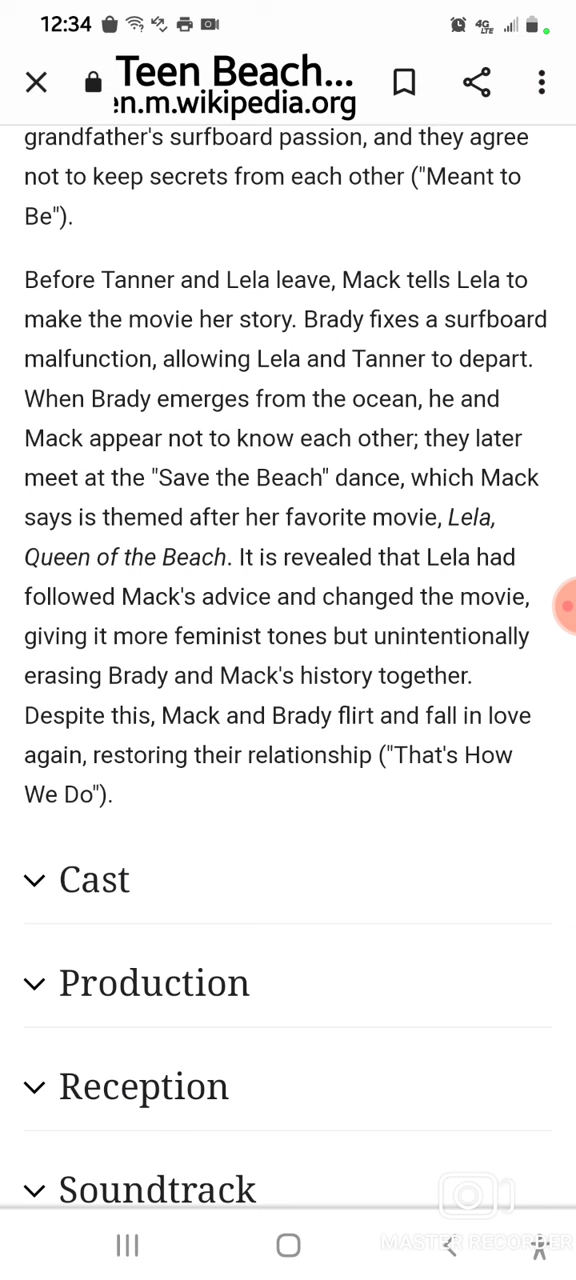 12:34
4G
LTE
Teen Beach...
en.m.wikipedia.org
grandfather's surfboard passion, and they agree
not to keep secrets from each other ("Meant to
Be").
Before Tanner and Lela leave, Mack tells Lela to
make the movie her story. Brady fixes a surfboard
malfunction, allowing Lela and Tanner to depart.
When Brady emerges from the ocean, he and
Mack appear not to know each other; they later
meet at the "Save the Beach" dance, which Mack
says is themed after her favorite movie, Lela,
Queen of the Beach. It is revealed that Lela had
followed Mack's advice and changed the movie,
giving it more feminist tones but unintentionally
erasing Brady and Mack's history together.
Despite this, Mack and Brady flirt and fall in love
again, restoring their relationship ("That's How
We Do").
Cast
Production
Reception
Soundtrack
MASTER RECORDER